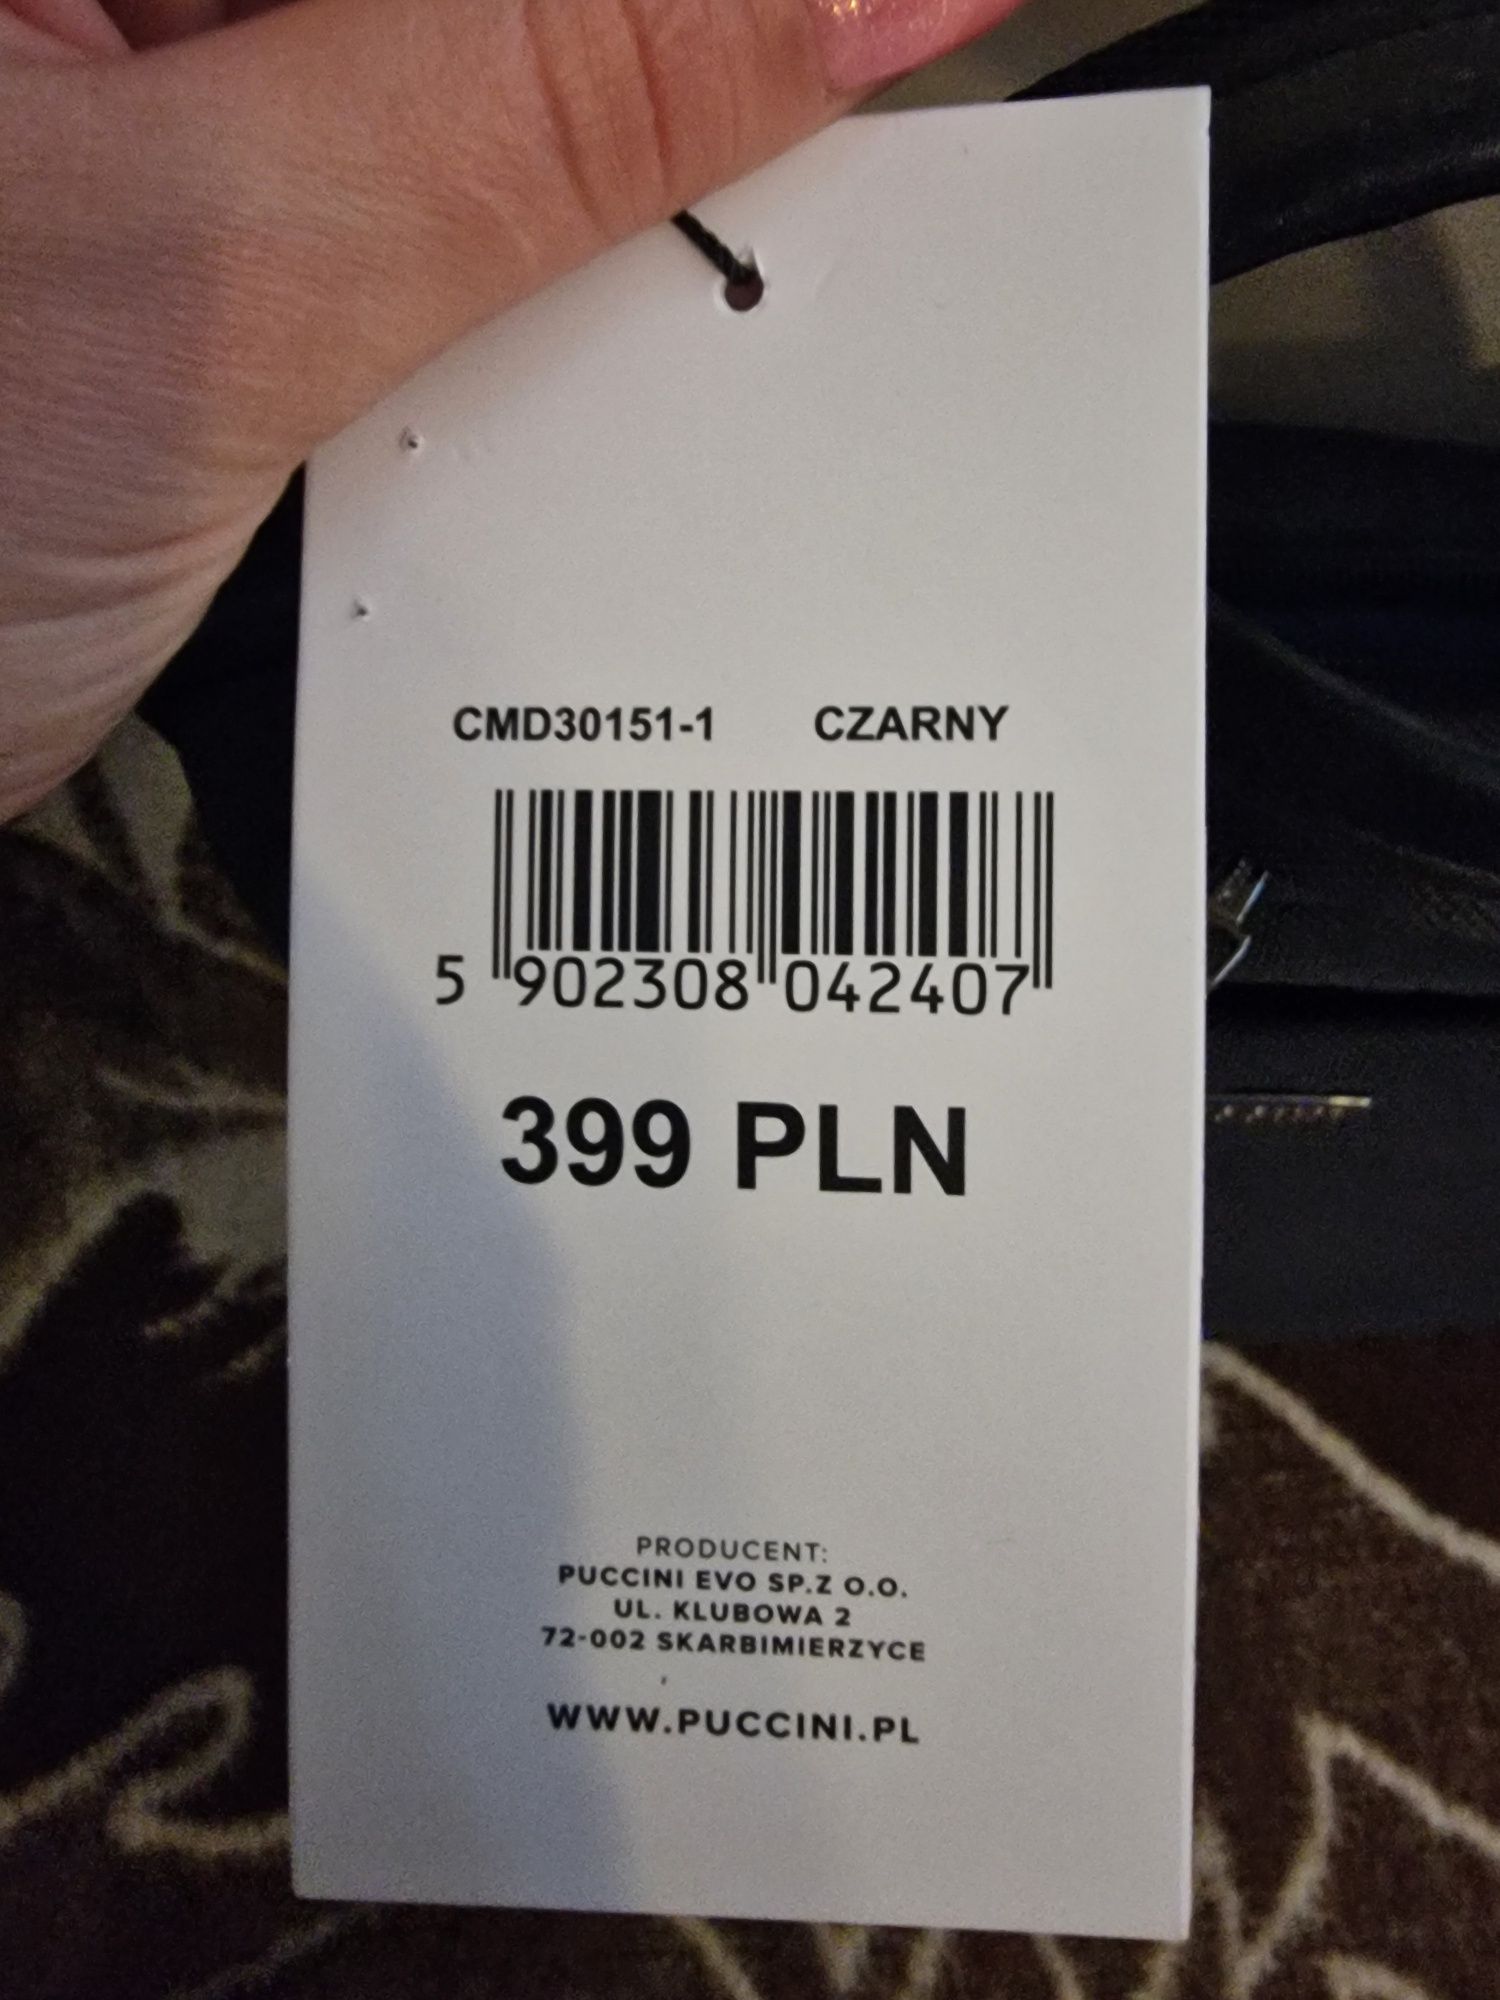 CMD30151-1 CZARNY
5 902308 042407
399 PLN
PRODUCENT:
PUCCINI EVO SP.Z O.O.
UL. KLUBOWA 2
72-002 SKARBIMIERZYCE
WWW.PUCCINI.PL